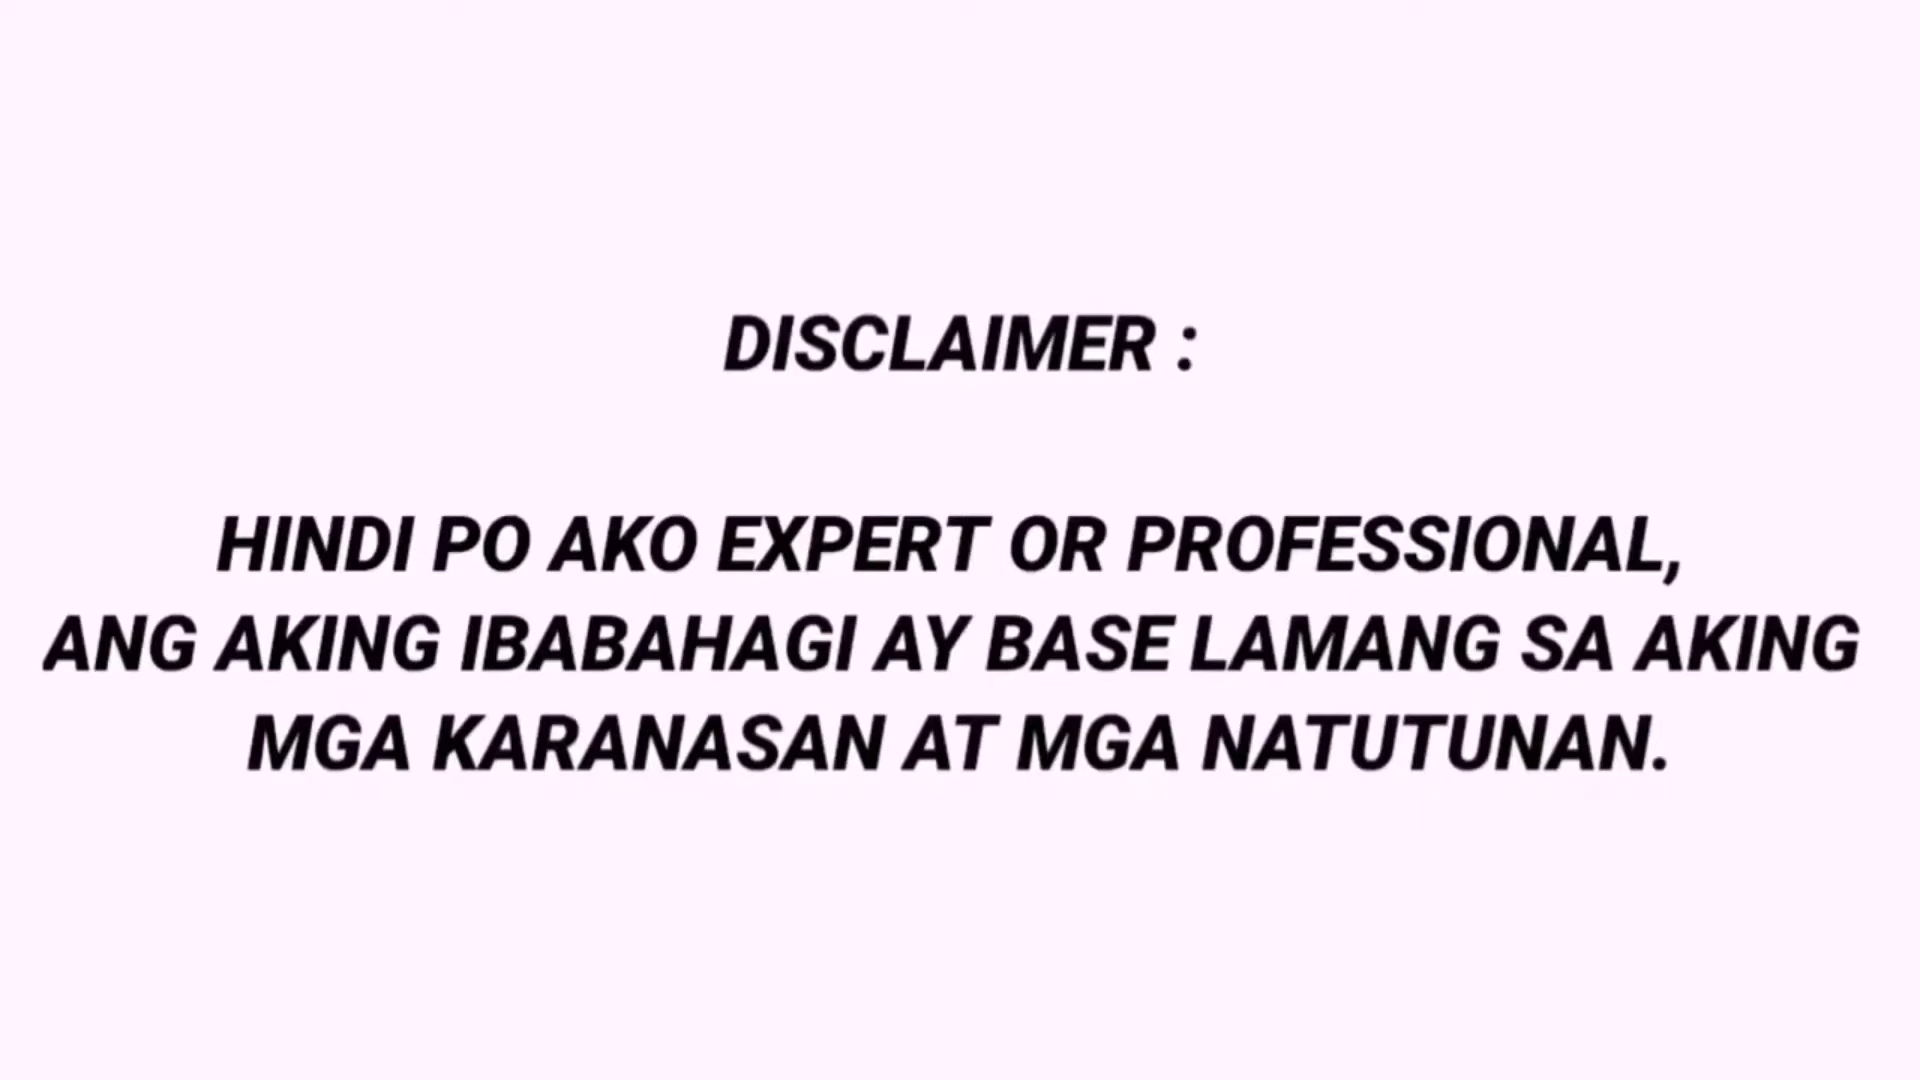 DISCLAIMER :
HINDI PO AKO EXPERT OR PROFESSIONAL,
ANG AKING IBABAHAGI AY BASE LAMANG SA AKING
MGA KARANASAN AT MGA NATUTUNAN.